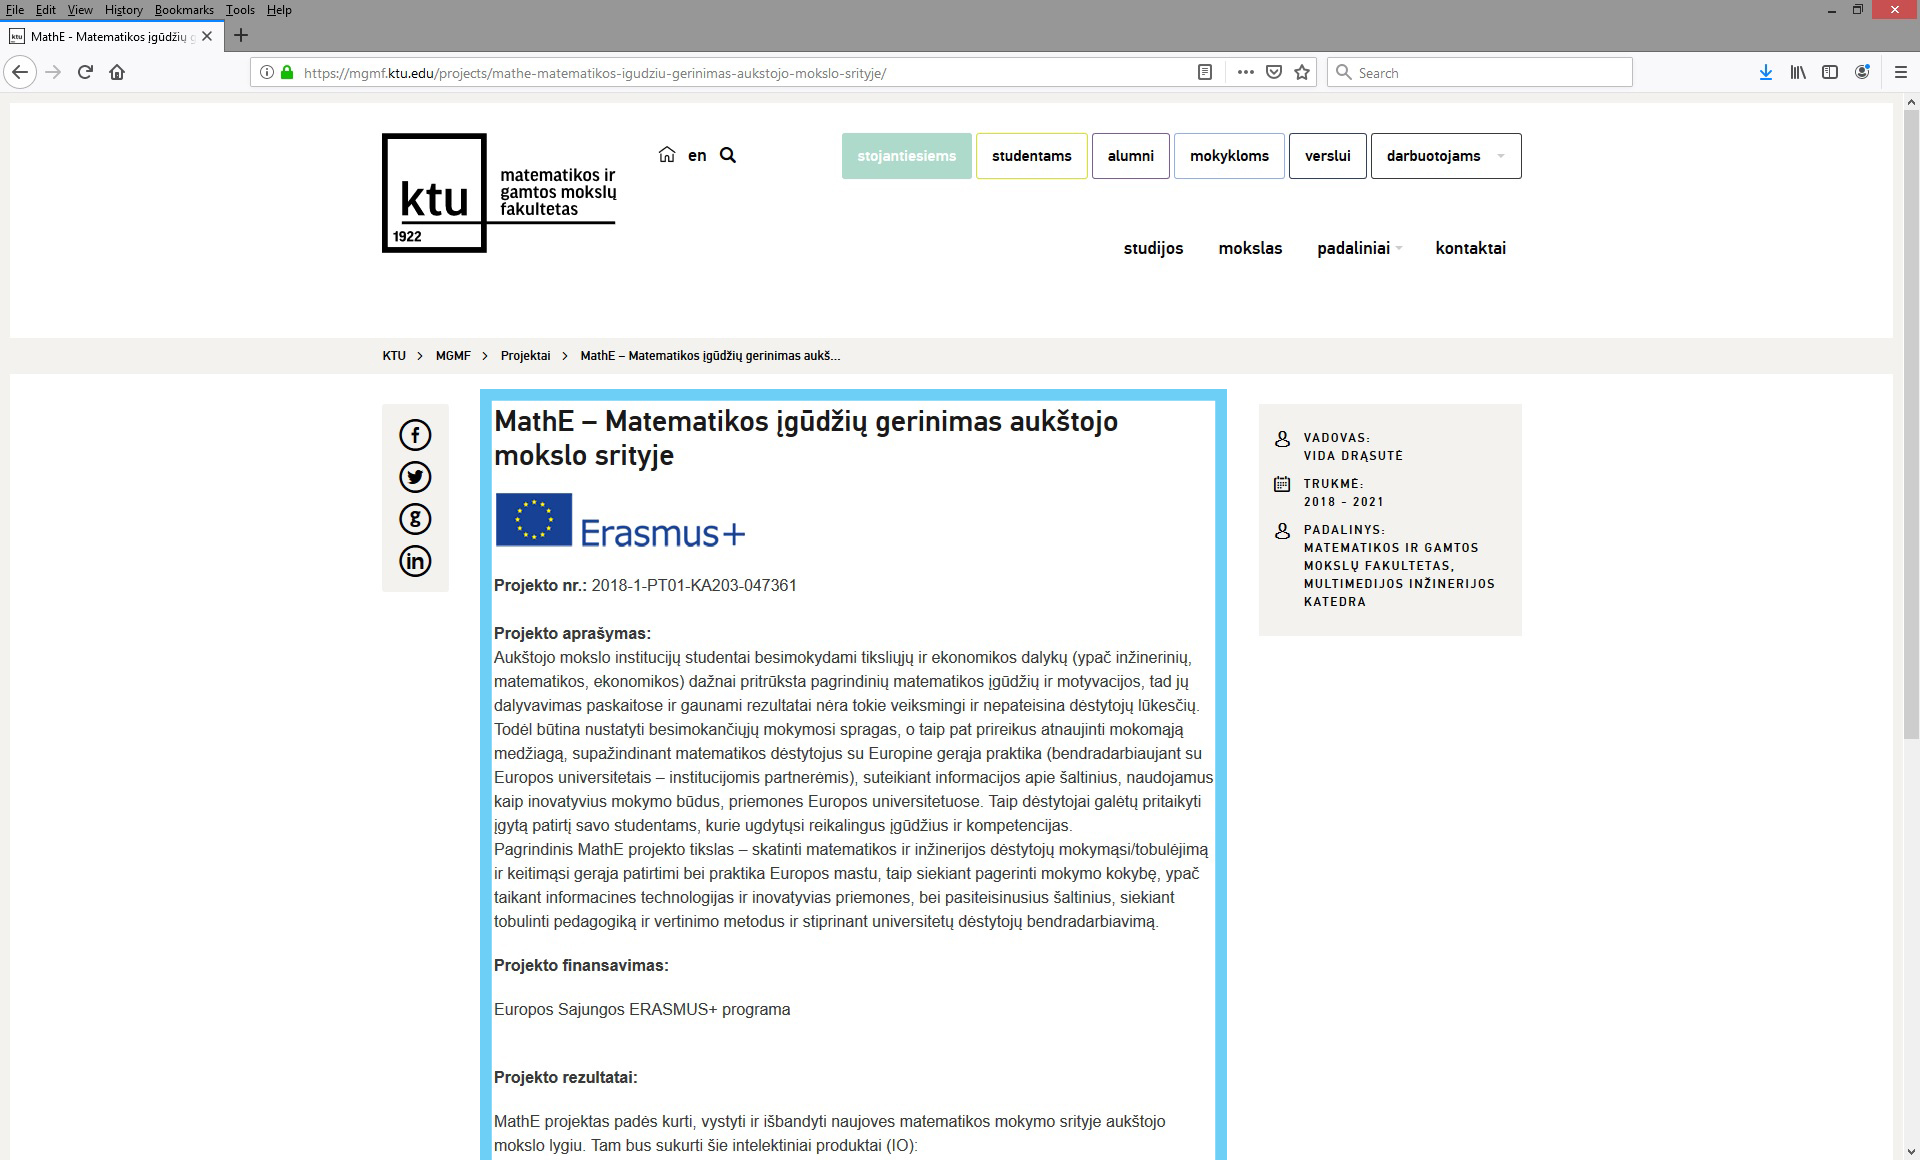 File Edit View History Bookmarks Tools Help
MathE - Matematikos įgūdžių
https://mgmf.ktu.edu/projects/mathe-matematikos-igudziu-gerinimas-aukstojo-mokslo-srityje/
Search
ktu
1922
matematikos ir
gamtos mokslų
fakultetas
en
stojantiesiems
studentams
alumni
mokykloms
verslui
darbuotojams
studijos
mokslas
padaliniai
kontaktai
KTU > MGMF > Projektai > MathE – Matematikos įgūdžių gerinimas aukš...
MathE – Matematikos įgūdžių gerinimas aukštojo
mokslo srityje
Erasmus+
Projekto nr.: 2018-1-PT01-KA203-047361
Projekto aprašymas:
Aukštojo mokslo institucijų studentai besimokydami tiksliųjų ir ekonomikos dalykų (ypač inžinerinių,
matematikos, ekonomikos) dažnai pritrūksta pagrindinių matematikos įgūdžių ir motyvacijos, tad jų
dalyvavimas paskaitose ir gaunami rezultatai nėra tokie veiksmingi ir nepateisina dėstytojų lūkesčių.
Todėl būtina nustatyti besimokančiųjų mokymosi spragas, o taip pat prireikus atnaujinti mokomąją
medžiagą, supažindinant matematikos dėstytojus su Europine gerąja praktika (bendradarbiaujant su
Europos universitetais – institucijomis partnerėmis), suteikiant informacijos apie šaltinius, naudojamus
kaip inovatyvius mokymo būdus, priemones Europos universitetuose. Taip dėstytojai galėtų pritaikyti
įgytą patirtį savo studentams, kurie ugdytųsi reikalingus įgūdžius ir kompetencijas.
Pagrindinis MathE projekto tikslas – skatinti matematikos ir inžinerijos dėstytojų mokymąsi/tobulėjimą
ir keitimąsi gerąja patirtimi bei praktika Europos mastu, taip siekiant pagerinti mokymo kokybę, ypač
taikant informacines technologijas ir inovatyvias priemones, bei pasiteisinusius šaltinius, siekiant
tobulinti pedagogiką ir vertinimo metodus ir stiprinant universitetų dėstytojų bendradarbiavimą.
Projekto finansavimas:
Europos Sajungos ERASMUS+ programa
Projekto rezultatai:
MathE projektas padės kurti, vystyti ir išbandyti naujoves matematikos mokymo srityje aukštojo
mokslo lygiu. Tam bus sukurti šie intelektiniai produktai (IO):
VADOVAS:
VIDA DRĄSUTĖ
TRUKMĖ:
2018 - 2021
PADALINYS:
MATEMATIKOS IR GAMTOS
MOKSLŲ FAKULTETAS,
MULTIMEDIJOS INŽINERIJOS
KATEDRA